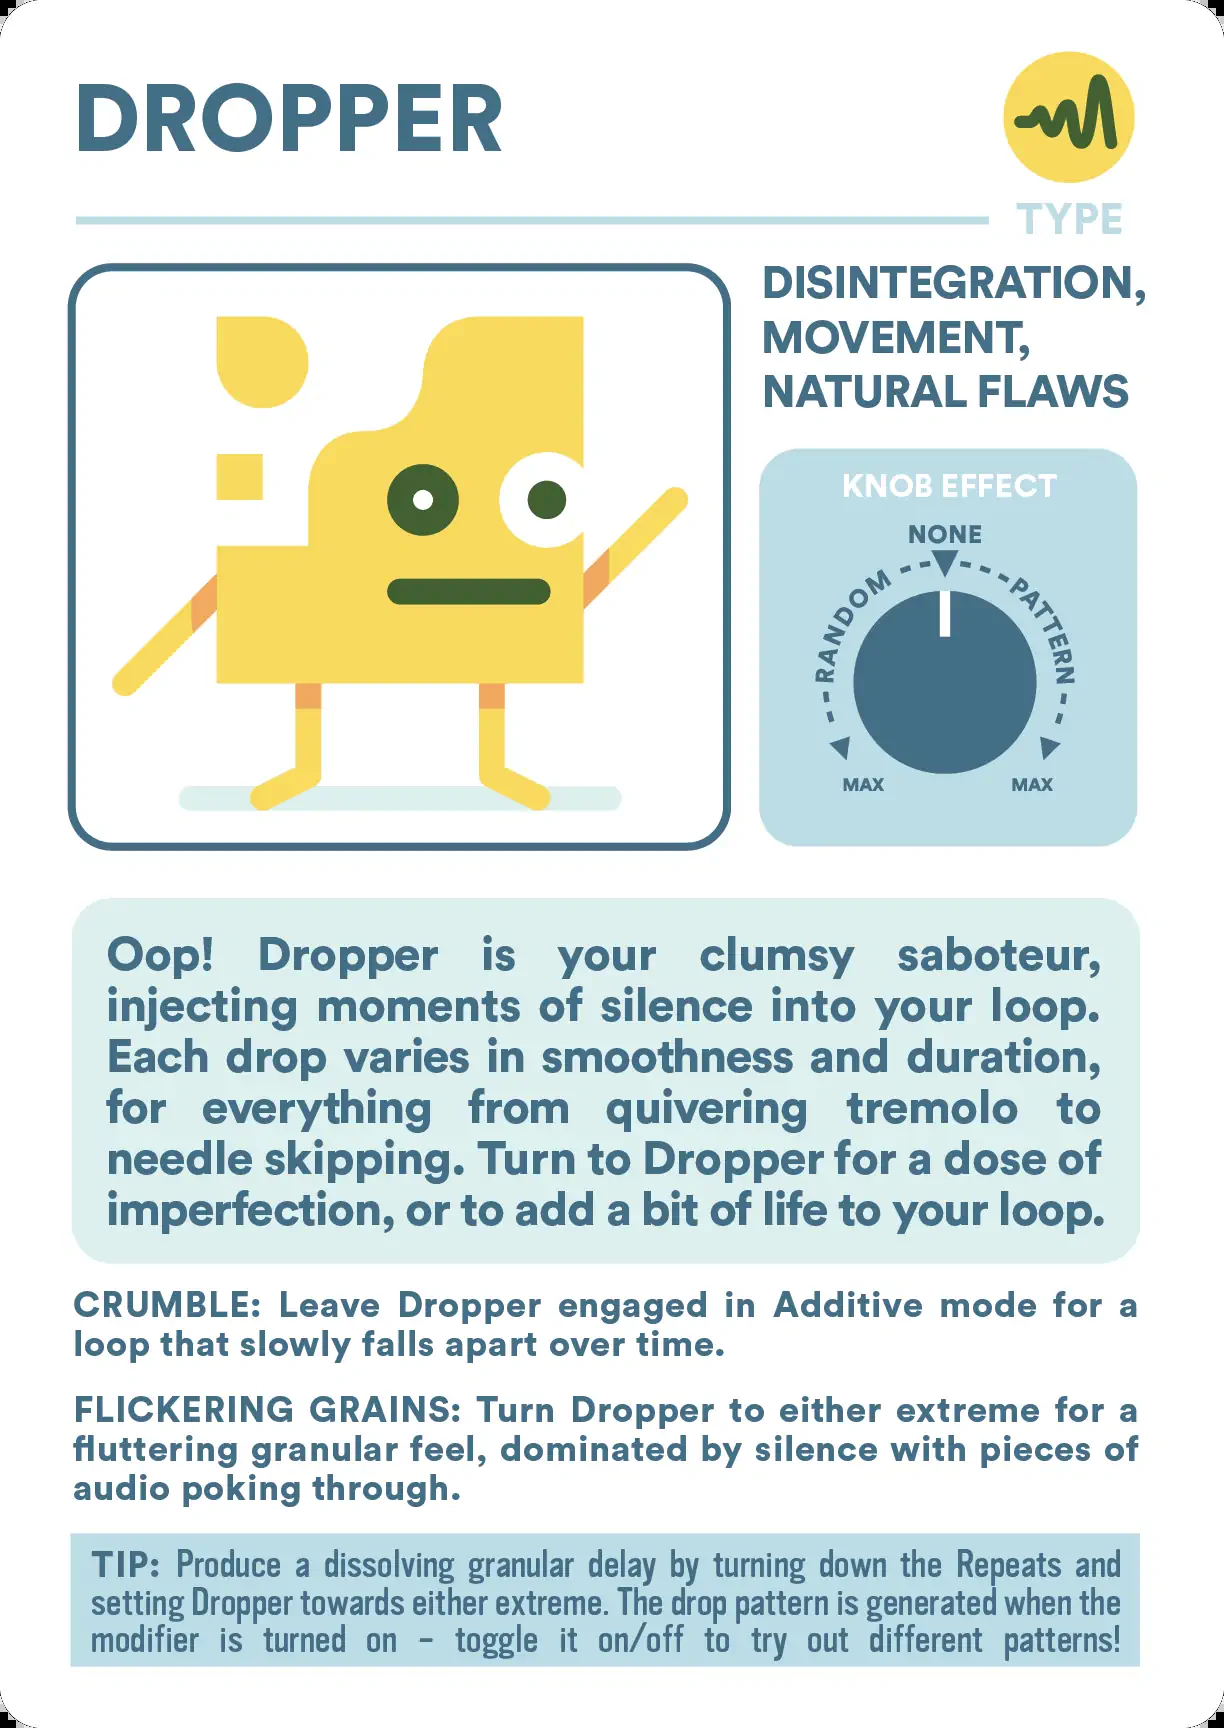 DROPPER
TYPE
DISINTEGRATION,
MOVEMENT,
NATURAL FLAWS
KNOB EFFECT
NONE
RANDOM
PATTERN
MAX
MAX
Oop! Dropper is your clumsy saboteur,
injecting moments of silence into your loop.
Each drop varies in smoothness and duration,
for everything from quivering tremolo to
needle skipping. Turn to Dropper for a dose of
imperfection, or to add a bit of life to your loop.
CRUMBLE: Leave Dropper engaged in Additive mode for a
loop that slowly falls apart over time.
FLICKERING GRAINS: Turn Dropper to either extreme for a
fluttering granular feel, dominated by silence with pieces of
audio poking through.
TIP: Produce a dissolving granular delay by turning down the Repeats and
setting Dropper towards either extreme. The drop pattern is generated when the
modifier is turned on - toggle it on/off to try out different patterns!